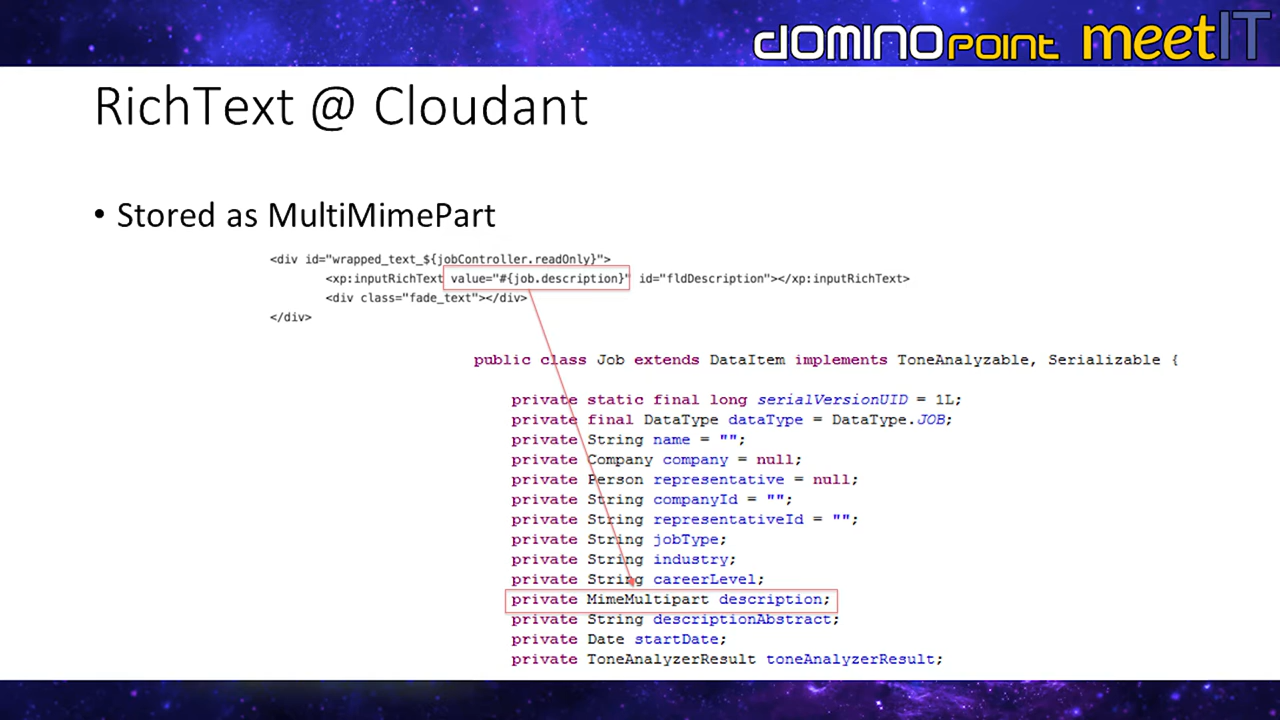 dominopoint meetIT
RichText @ Cloudant
• Stored as MultiMimePart
<div id="wrapped_text_${jobController.readOnly}">
<xp:inputRichText value="#{job.description}" id="fldDescription"></xp:inputRichText>
<div class="fade_text"></div>
</div>
public class Job extends DataItem implements ToneAnalyzable, Serializable {
private static final long serialVersionUID = 1L;
private final DataType dataType = DataType.JOB;
private String name = "";
private Company company = null;
private Person representative = null;
private String companyId = "";
private String representativeId = "";
private String jobType;
private String industry;
private String careerLevel;
private MimeMultipart description;
private String descriptionAbstract;
private Date startDate;
private ToneAnalyzerResult toneAnalyzerResult;